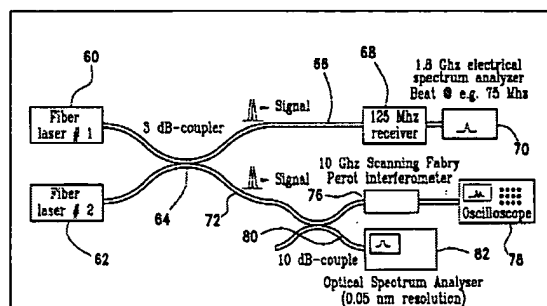 60
Fiber
laser # 1
3 dB-coupler
Signal
66
68
125 Mhz
receiver
1.8 Ghz electrical
spectrum analyzer
Beat @ e.g. 75 Mhz
70
Fiber
laser # 2
62
64
72
Signal
10 Ghz Scanning Fabry
Perot interferometer
76
Oscilloscope
78
80
10 dB-couple
82
Optical Spectrum Analyser
(0.05 nm resolution)